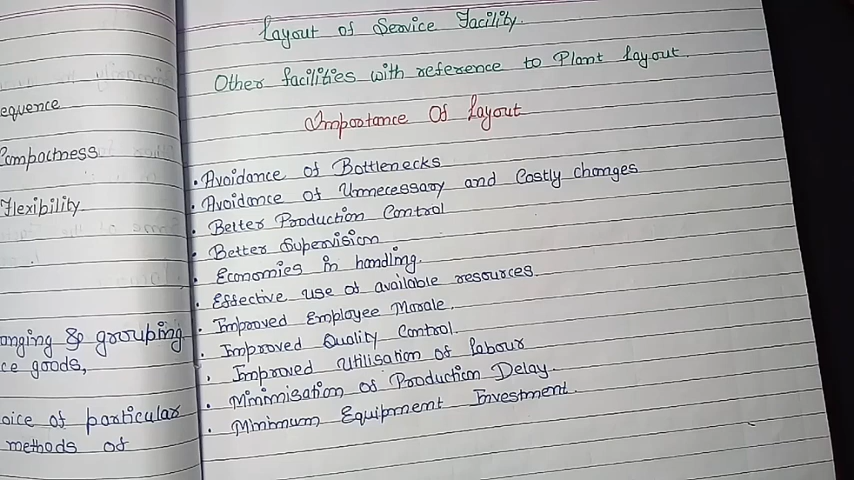 equence
Compactness
Flexibility
anging & grouping
ce goods,
oice of particular
methods of
Layout of Service Facility.
Other facilities with reference to Plant Layout
Importance Of Layout
• Avoidance of Bottlenecks
• Avoidance of Unnecessary and Costly changes
• Better Production Control
• Better Supervision
• Economies in handling.
• Effective use of available resources.
• Improved Employee Morale.
• Improved Quality Control
• Improved Utilisation of Labour
• Minimisation of Production Delay.
• Minimum Equipment Investment.